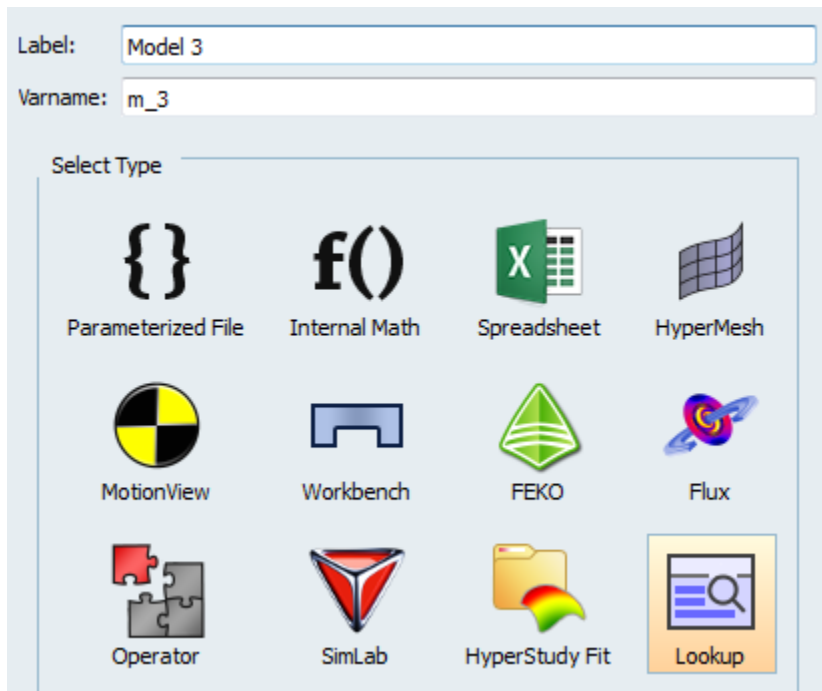 Label: Model 3
Varname: m_3
Select Type
{ } f() X
Parameterized File Internal Math Spreadsheet HyperMesh
MotionView Workbench FEKO Flux
Operator SimLab HyperStudy Fit Lookup